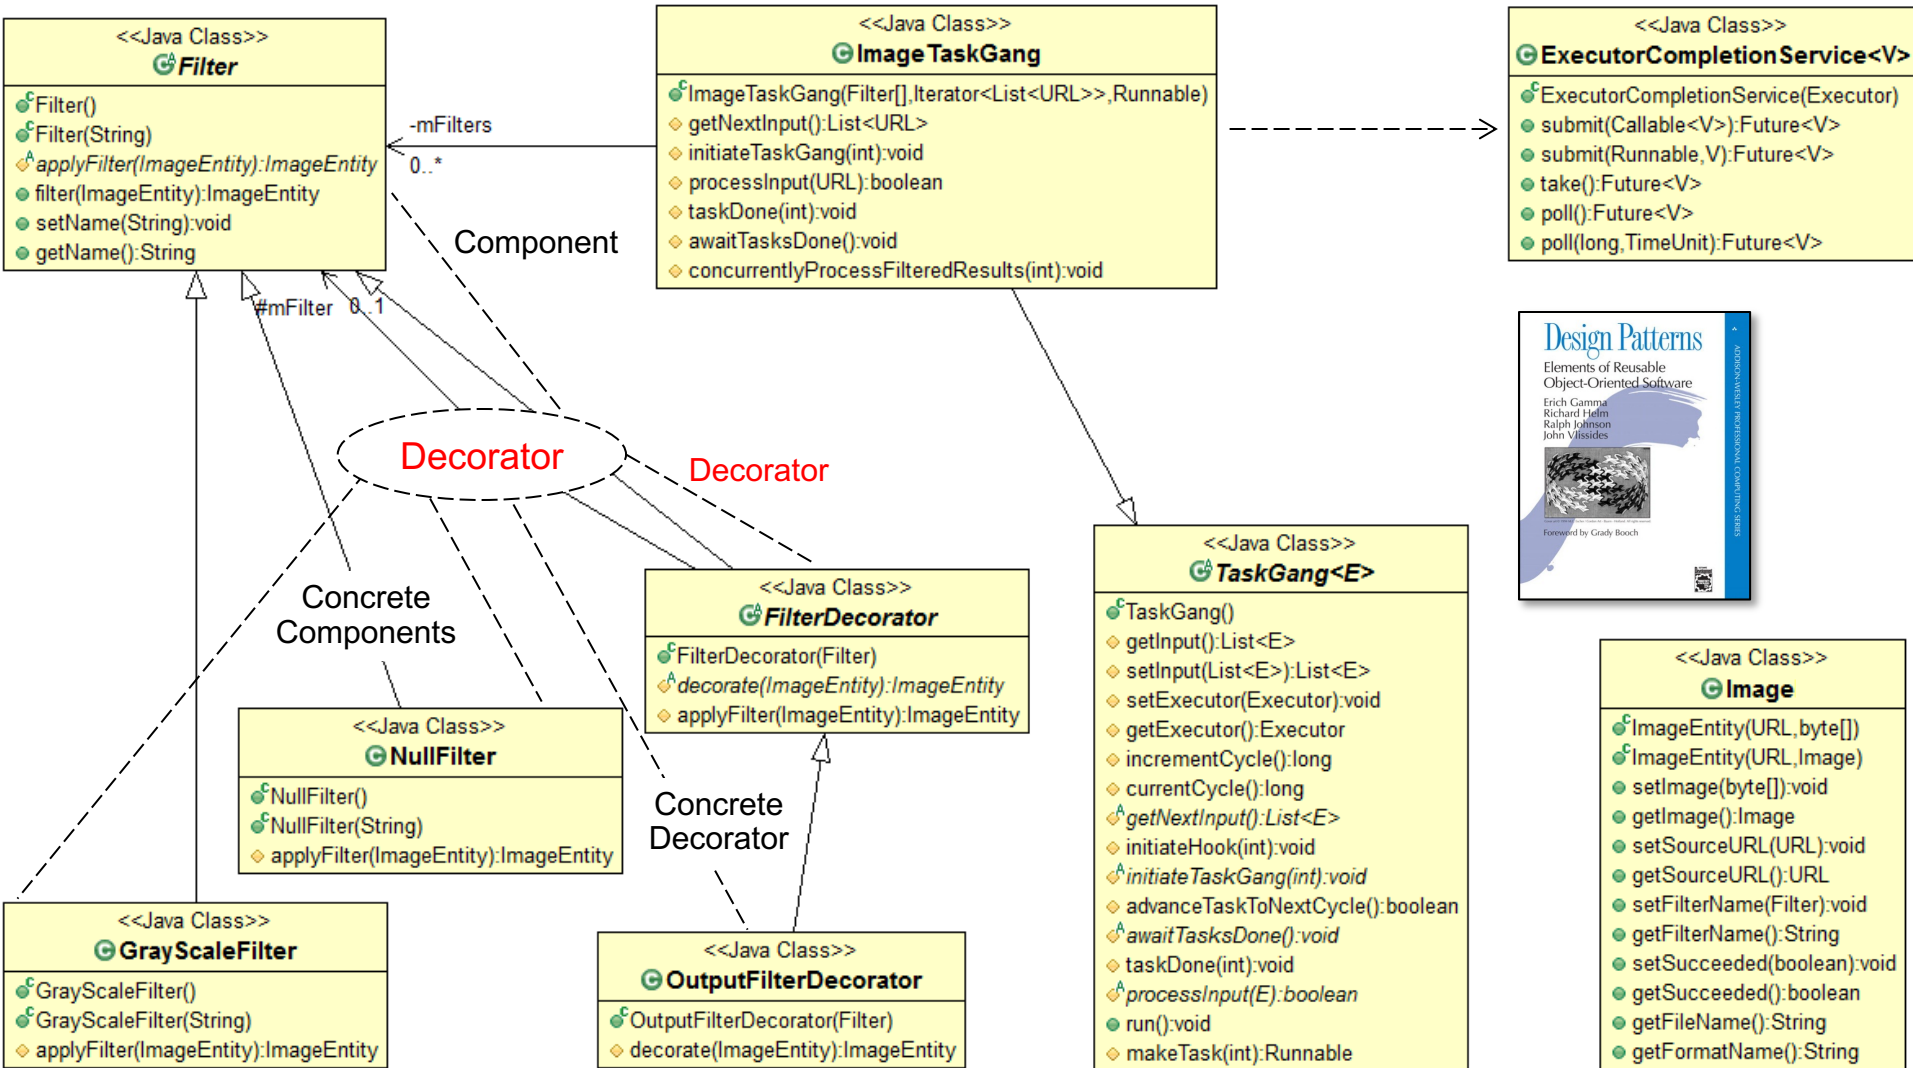 <<Java Class>>
Filter
Filter()
Filter(String)
applyFilter(ImageEntity):ImageEntity
filter(ImageEntity):ImageEntity
setName(String):void
getName():String
<<Java Class>>
ImageTaskGang
ImageTaskGang(Filter[],Iterator<List<URL>>,Runnable)
getNextInput():List<URL>
initiateTaskGang(int):void
processInput(URL):boolean
taskDone(int):void
awaitTasksDone():void
concurrentlyProcessFilteredResults(int):void
<<Java Class>>
ExecutorCompletionService<V>
ExecutorCompletionService(Executor)
submit(Callable<V>):Future<V>
submit(Runnable,V):Future<V>
take():Future<V>
poll():Future<V>
poll(long,TimeUnit):Future<V>
-mFilters
0..*
Component
#mFilter 0..1
Decorator
Decorator
Concrete
Components
Design Patterns
Elements of Reusable
Object-Oriented Software
Erich Gamma
Richard Helm
Ralph Johnson
John Vlissides
Foreword by Grady Booch
ADDISON-WESLEY PROFESSIONAL COMPUTING SERIES
<<Java Class>>
FilterDecorator
FilterDecorator(Filter)
decorate(ImageEntity):ImageEntity
applyFilter(ImageEntity):ImageEntity
<<Java Class>>
NullFilter
NullFilter()
NullFilter(String)
applyFilter(ImageEntity):ImageEntity
Concrete
Decorator
<<Java Class>>
GrayScaleFilter
GrayScaleFilter()
GrayScaleFilter(String)
applyFilter(ImageEntity):ImageEntity
<<Java Class>>
OutputFilterDecorator
OutputFilterDecorator(Filter)
decorate(ImageEntity):ImageEntity
<<Java Class>>
TaskGang<E>
TaskGang()
getInput():List<E>
setInput(List<E>):List<E>
setExecutor(Executor):void
getExecutor():Executor
incrementCycle():long
currentCycle():long
getNextInput():List<E>
initiateHook(int):void
initiateTaskGang(int):void
advanceTaskToNextCycle():boolean
awaitTasksDone():void
taskDone(int):void
processInput(E):boolean
run():void
makeTask(int):Runnable
<<Java Class>>
Image
ImageEntity(URL,byte[])
ImageEntity(URL,Image)
setImage(byte[]):void
getImage():Image
setSourceURL(URL):void
getSourceURL():URL
setFilterName(Filter):void
getFilterName():String
setSucceeded(boolean):void
getSucceeded():boolean
getFileName():String
getFormatName():String